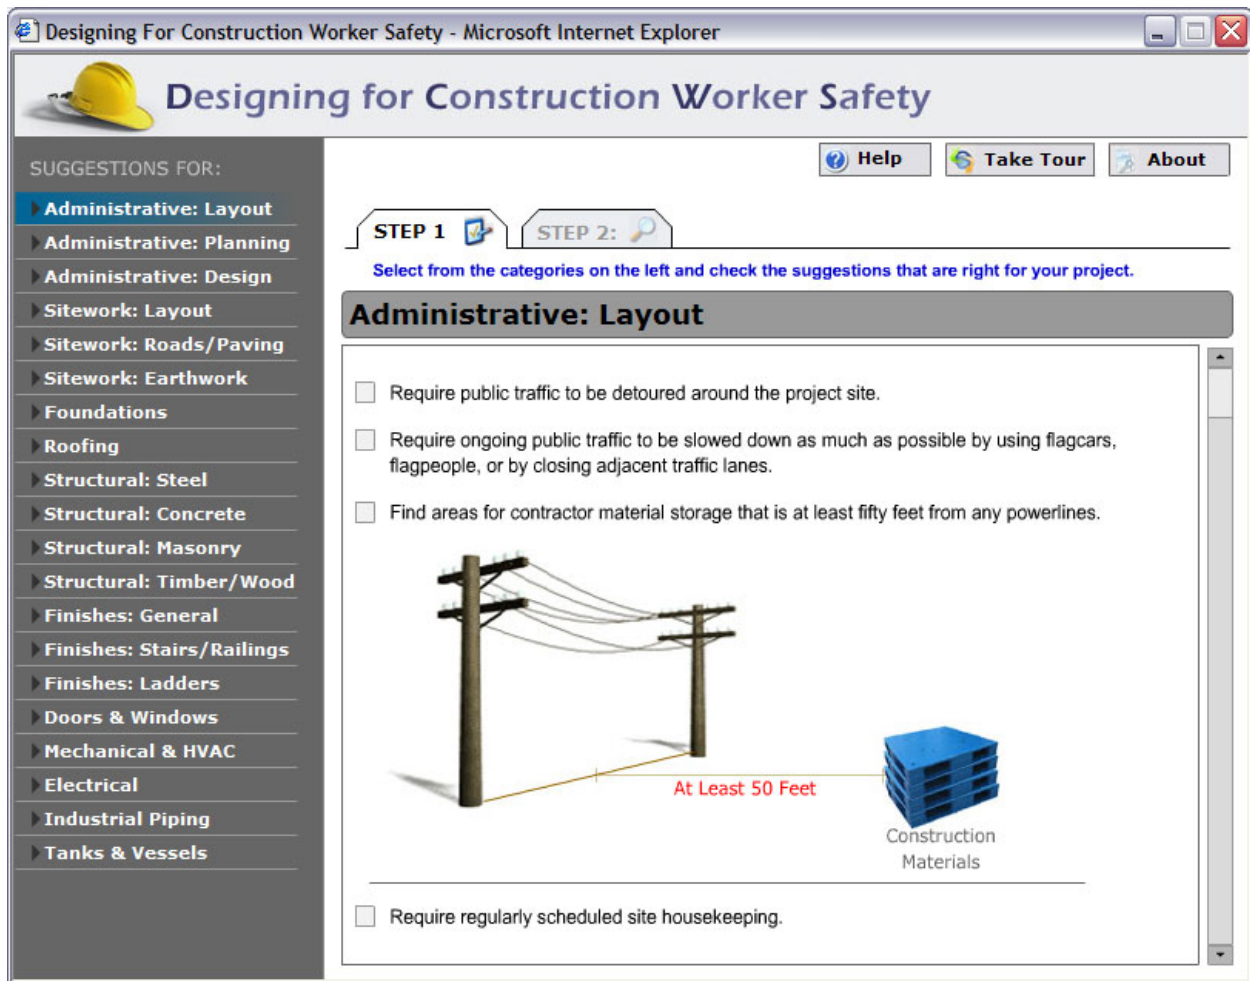 Designing For Construction Worker Safety - Microsoft Internet Explorer
Designing for Construction Worker Safety
SUGGESTIONS FOR:
Administrative: Layout
Administrative: Planning
Administrative: Design
Sitework: Layout
Sitework: Roads/Paving
Sitework: Earthwork
Foundations
Roofing
Structural: Steel
Structural: Concrete
Structural: Masonry
Structural: Timber/Wood
Finishes: General
Finishes: Stairs/Railings
Finishes: Ladders
Doors & Windows
Mechanical & HVAC
Electrical
Industrial Piping
Tanks & Vessels
Help
Take Tour
About
STEP 1
STEP 2:
Select from the categories on the left and check the suggestions that are right for your project.
Administrative: Layout
Require public traffic to be detoured around the project site.
Require ongoing public traffic to be slowed down as much as possible by using flagcars,
flagpeople, or by closing adjacent traffic lanes.
Find areas for contractor material storage that is at least fifty feet from any powerlines.
At Least 50 Feet
Construction
Materials
Require regularly scheduled site housekeeping.